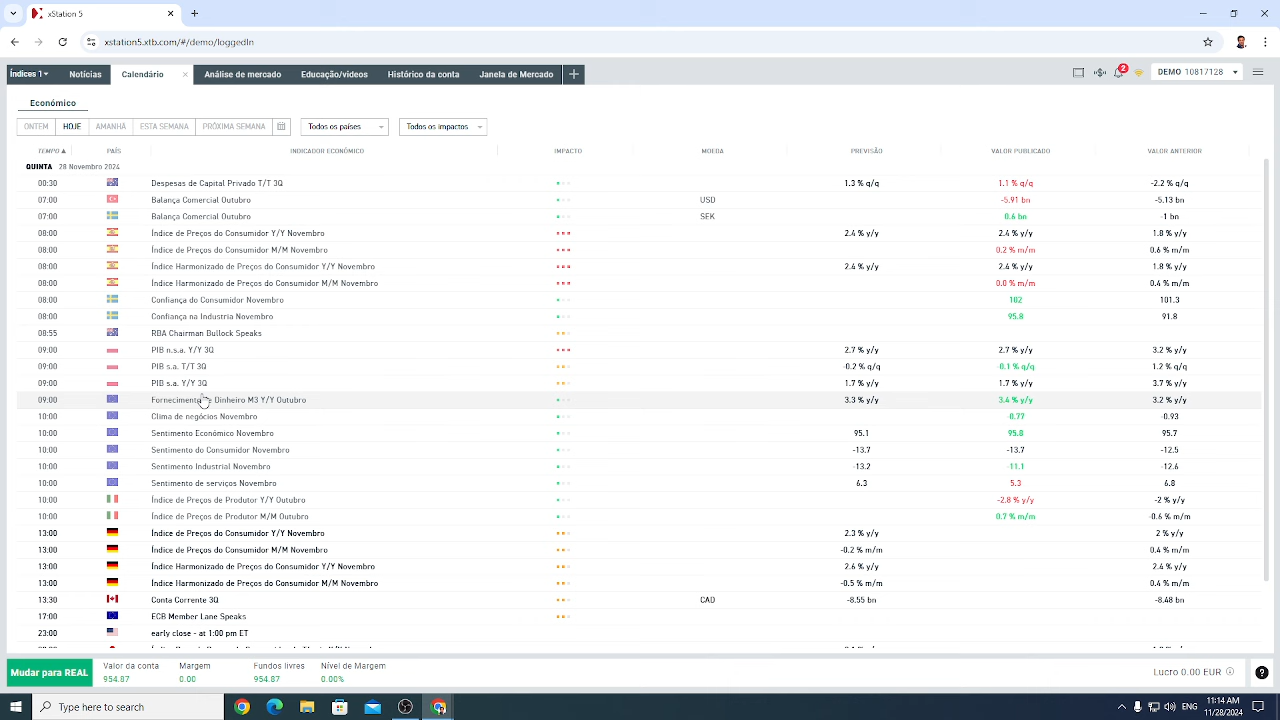 xStation 5
xstation5.xtb.com/#/demo/loggedIn
Índices 1 Notícias Calendário Análise de mercado Educação/vídeos Histórico da conta Janela de Mercado 2 DEMO 10817128
Económico
ONTEM HOJE AMANHÃ ESTA SEMANA PRÓXIMA SEMANA Todos os países Todos os impactos
TEMPO PAÍS INDICADOR ECONÓMICO IMPACTO MOEDA PREVISÃO VALOR PUBLICADO VALOR ANTERIOR
QUINTA 28 Novembro 2024
00:30 Despesas de Capital Privado T/T 3Q 1.3 % q/q 1.1 % q/q -2.2 % q/q
07:00 Balança Comercial Outubro USD -5.91 bn -5.13 bn
07:00 Balança Comercial Outubro SEK 0.6 bn -1 bn
08:00 Índice de Preços do Consumidor Y/Y Novembro 2.4 % y/y 2.4 % y/y 1.8 % y/y
08:00 Índice de Preços do Consumidor M/M Novembro 0.2 % m/m 0.6 % m/m
08:00 Índice Harmonizado de Preços do Consumidor Y/Y Novembro 2.4 % y/y 2.4 % y/y 1.8 % y/y
08:00 Índice Harmonizado de Preços do Consumidor M/M Novembro 0.0 % m/m 0.4 % m/m
08:00 Confiança do Consumidor Novembro 102 101.3
08:00 Confiança na Industria Novembro 95.8 91.8
08:55 RBA Chairman Bullock Speaks
09:00 PIB n.s.a. Y/Y 3Q 2.7 % y/y 2.7 % y/y 3.2 % y/y
09:00 PIB s.a. T/T 3Q -0.2 % q/q -0.1 % q/q 1.2 % q/q
09:00 PIB s.a. Y/Y 3Q 1.7 % y/y 1.7 % y/y 3.7 % y/y
09:00 Fornecimento Dinheiro M3 Y/Y Outubro 3.4 % y/y 3.2 % y/y
10:00 Clima de negócios Novembro -0.77 -0.93
10:00 Sentimento Económico Novembro 95.1 95.8 95.7
10:00 Sentimento do Consumidor Novembro -13.7 -13.7 -12.5
10:00 Sentimento Industrial Novembro -13.2 -11.1 -12.6
10:00 Sentimento de serviços Novembro 6.3 5.3 6.8
10:00 Índice de Preços de Produtor Y/Y Outubro -2.8 % y/y -2 % y/y
10:00 Índice de Preços de Produtor M/M Outubro 0.7 % m/m -0.6 % m/m
13:00 Índice de Preços do Consumidor Y/Y Novembro 2.3 % y/y 2 % y/y
13:00 Índice de Preços do Consumidor M/M Novembro -0.2 % m/m 0.4 % m/m
13:00 Índice Harmonizado de Preços do Consumidor Y/Y Novembro 2.6 % y/y 2.4 % y/y
13:00 Índice Harmonizado de Preços do Consumidor M/M Novembro -0.5 % m/m 0.4 % m/m
13:30 Conta Corrente 3Q CAD -8.55 bn -8.48 bn
17:00 ECB Member Lane Speaks
23:00 early close - at 1:00 pm ET
Mudar para REAL Valor da conta Margem Fundos livres Nível de Margem Lucro 0.00 EUR
954.87 0.00 954.87 0.00%
Type here to search 11:14 AM
11/28/2024